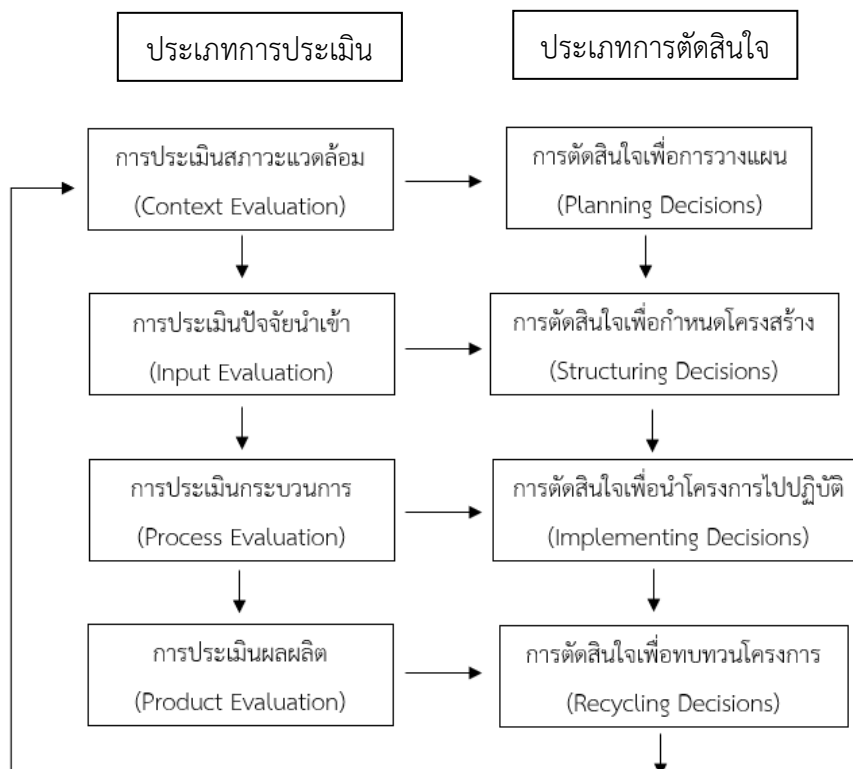 ประเภทการประเมิน
ประเภทการตัดสินใจ
การประเมินสภาวะแวดล้อม
(Context Evaluation)
การตัดสินใจเพื่อการวางแผน
(Planning Decisions)
การประเมินปัจจัยนำเข้า
(Input Evaluation)
การตัดสินใจเพื่อกำหนดโครงสร้าง
(Structuring Decisions)
การประเมินกระบวนการ
(Process Evaluation)
การตัดสินใจเพื่อนำโครงการไปปฏิบัติ
(Implementing Decisions)
การประเมินผลผลิต
(Product Evaluation)
การตัดสินใจเพื่อทบทวนโครงการ
(Recycling Decisions)